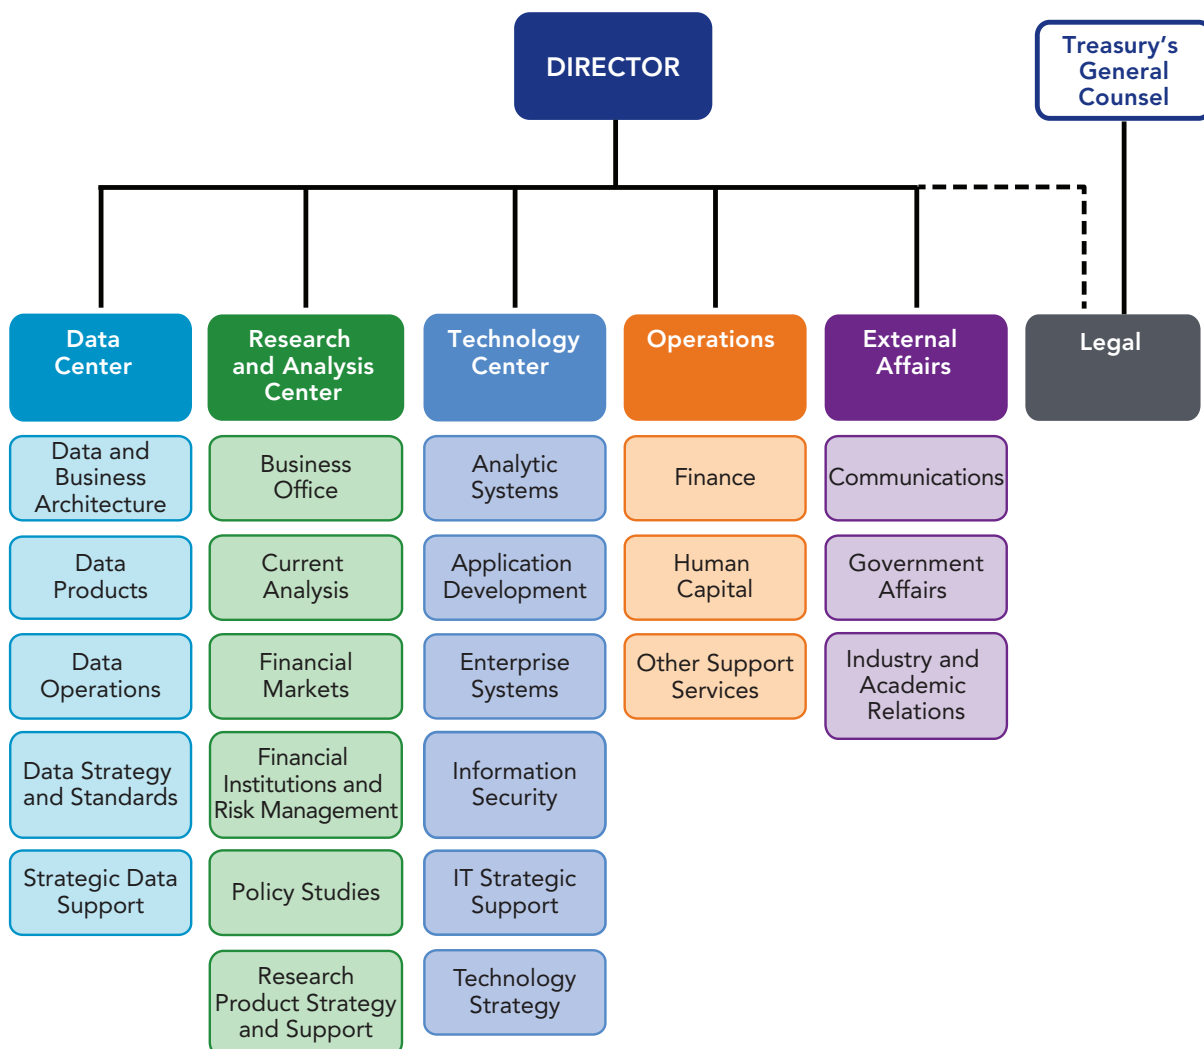 DIRECTOR
Treasury’s
General
Counsel
Data
Center
Research
and Analysis
Center
Technology
Center
Operations
External
Affairs
Legal
Data and
Business
Architecture
Data
Products
Data
Operations
Data Strategy
and Standards
Strategic Data
Support
Business
Office
Current
Analysis
Financial
Markets
Financial
Institutions and
Risk Management
Policy Studies
Research
Product Strategy
and Support
Analytic
Systems
Application
Development
Enterprise
Systems
Information
Security
IT Strategic
Support
Technology
Strategy
Finance
Human
Capital
Other Support
Services
Communications
Government
Affairs
Industry and
Academic
Relations